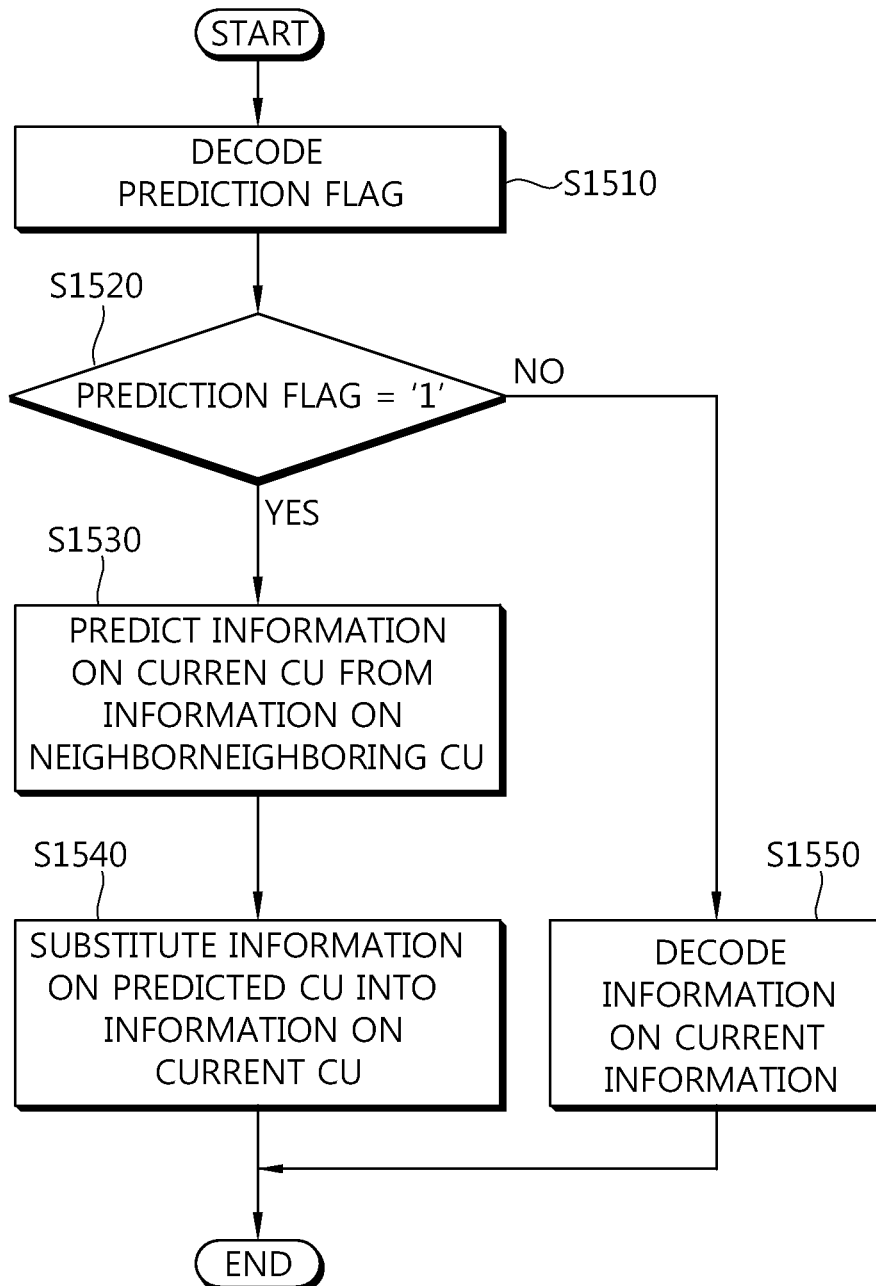 START
DECODE
PREDICTION FLAG
S1510
S1520
PREDICTION FLAG = ‘1’
NO
YES
S1530
PREDICT INFORMATION
ON CURREN CU FROM
INFORMATION ON
NEIGHBORNEIGHBORING CU
S1540
SUBSTITUTE INFORMATION
ON PREDICTED CU INTO
INFORMATION ON
CURRENT CU
S1550
DECODE
INFORMATION
ON CURRENT
INFORMATION
END